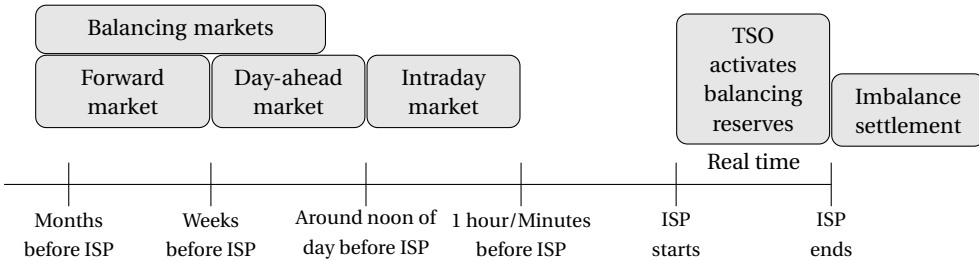 Balancing markets
Forward
market
Day-ahead
market
Intraday
market
TSO
activates
balancing
reserves
Imbalance
settlement
Real time
Months
before ISP
Weeks
before ISP
Around noon of
day before ISP
1 hour/Minutes
before ISP
ISP
starts
ISP
ends